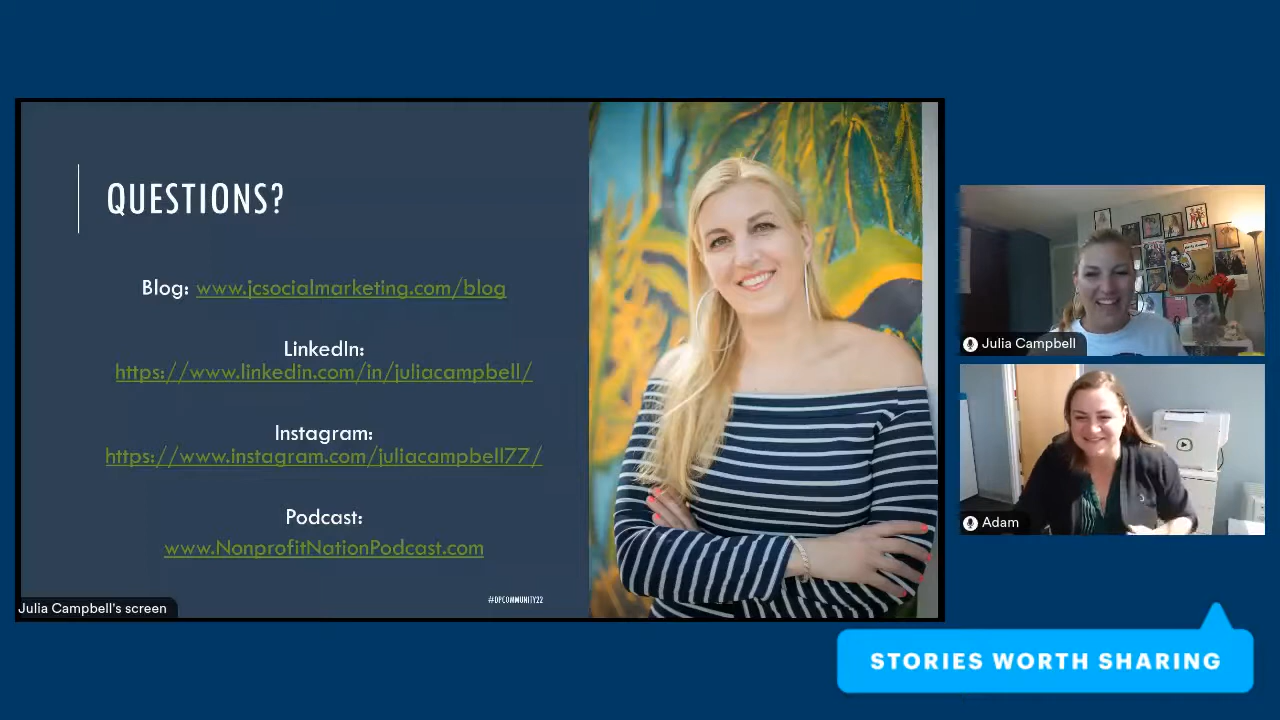 QUESTIONS?
Blog: www.jcsocialmarketing.com/blog
LinkedIn:
https://www.linkedin.com/in/juliacampbell/
Instagram:
https://www.instagram.com/juliacampbell77/
Podcast:
www.NonprofitNationPodcast.com
#DPCOMMUNITY22
Julia Campbell's screen
Julia Campbell
Adam
STORIES WORTH SHARING